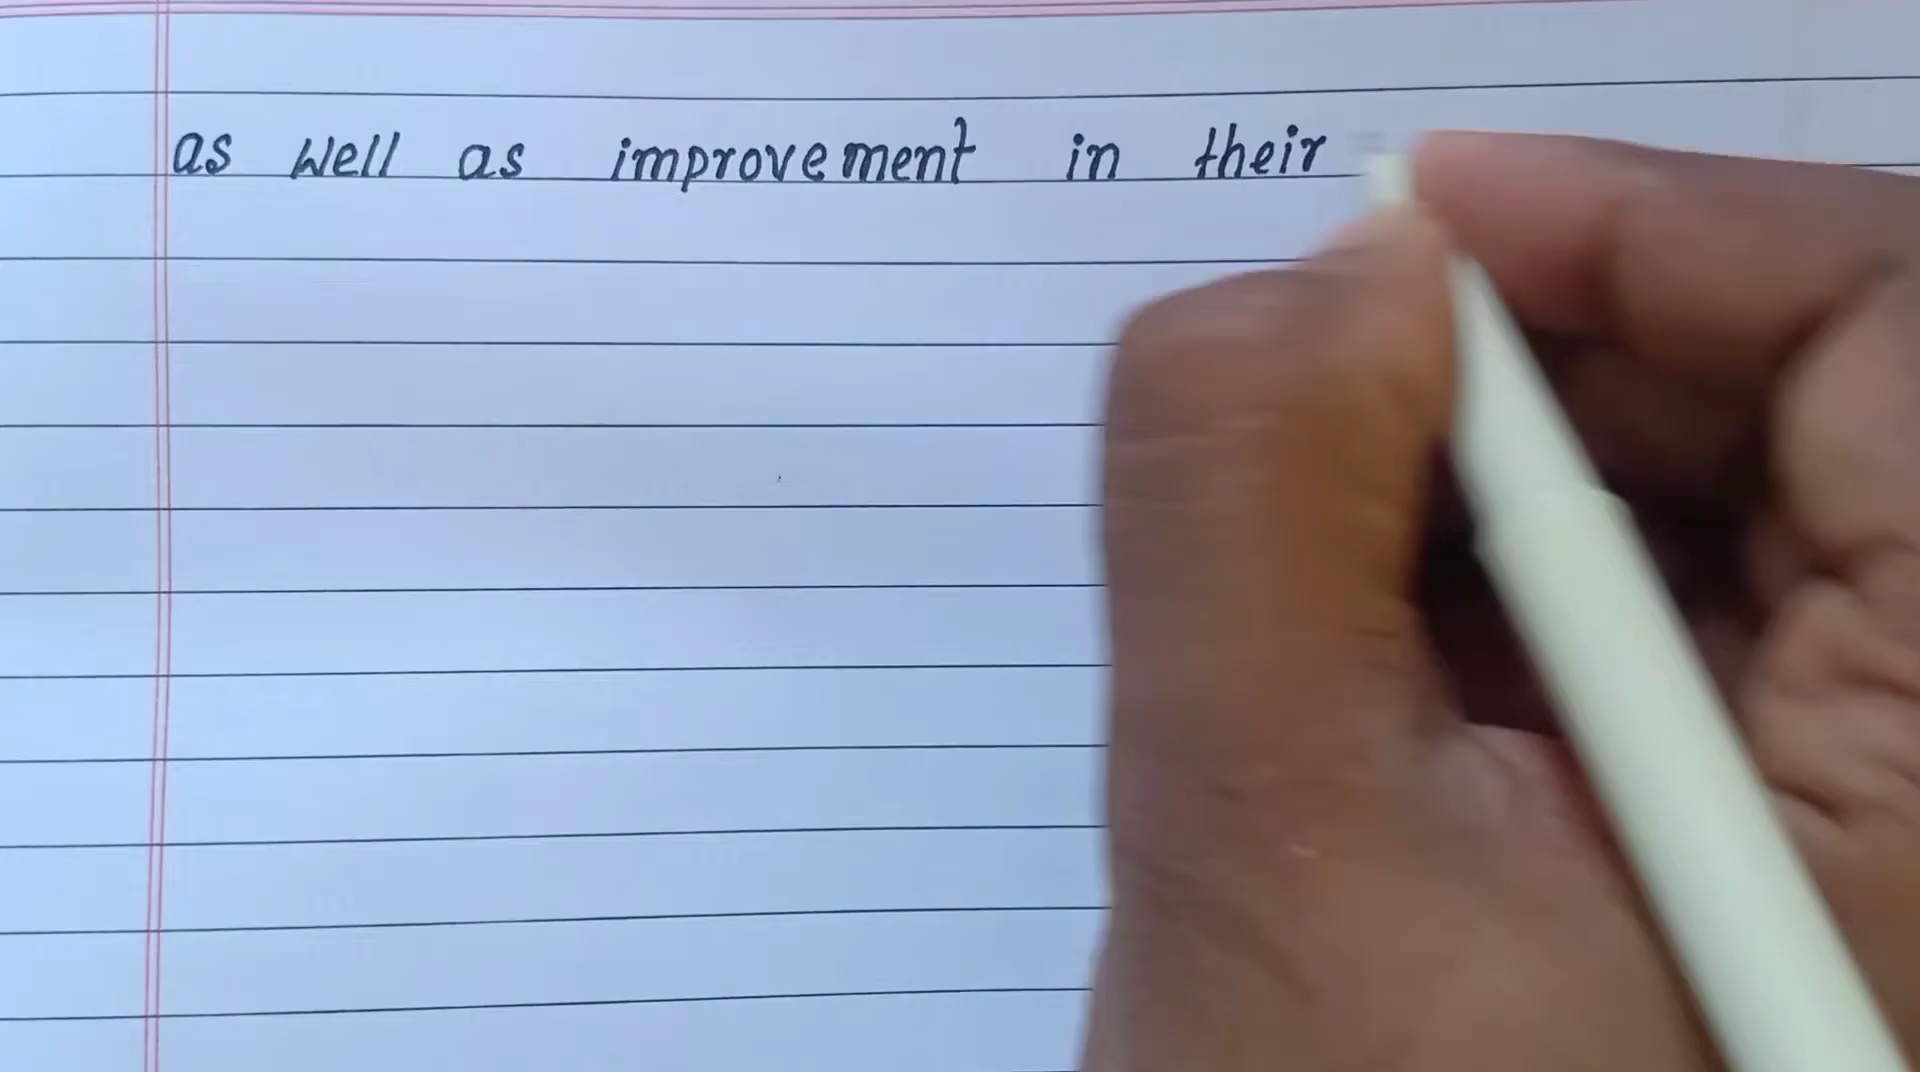 as well as improvement in their